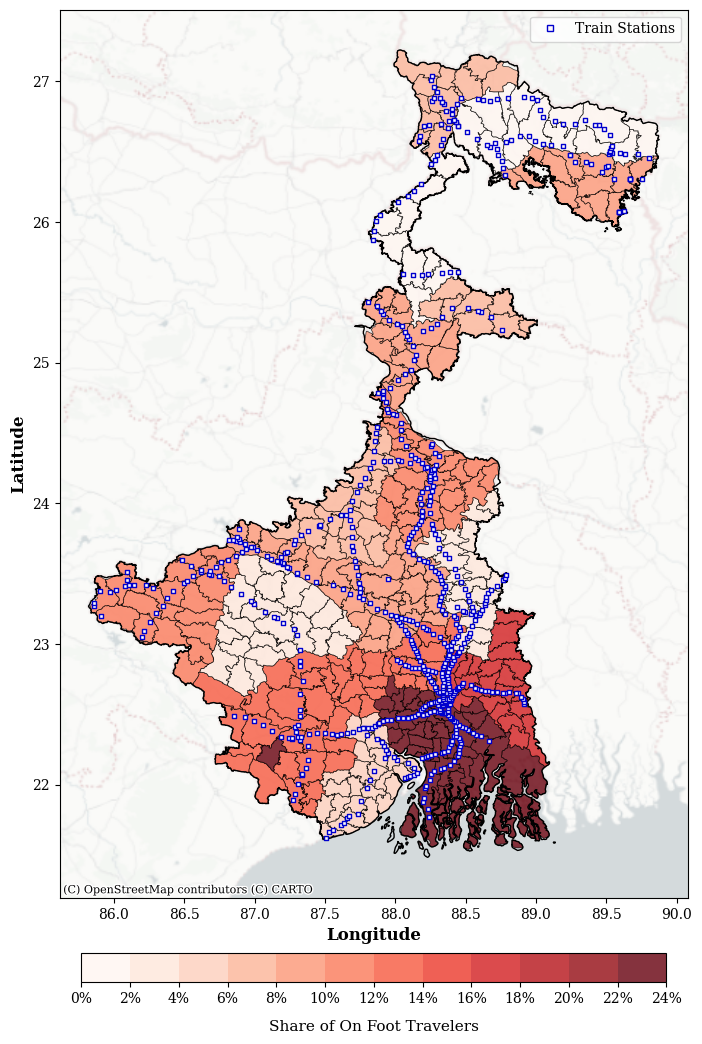 Train Stations
27
26
25
24
23
22
Latitude
(C) OpenStreetMap contributors (C) CARTO
86.0 86.5 87.0 87.5 88.0 88.5 89.0 89.5 90.0
Longitude
0% 2% 4% 6% 8% 10% 12% 14% 16% 18% 20% 22% 24%
Share of On Foot Travelers